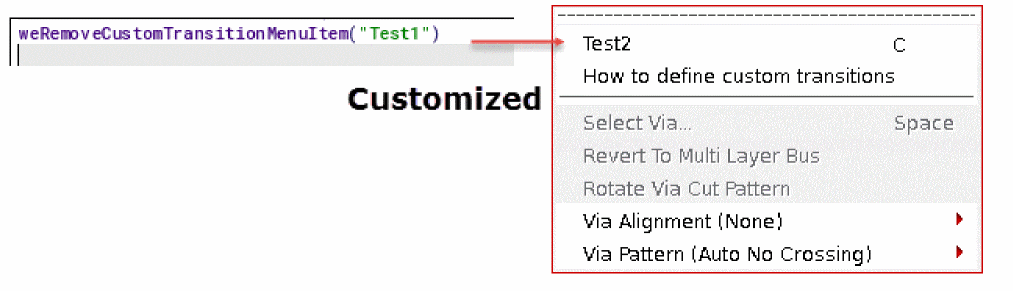 weRemoveCustomTransitionMenuItem("Test1")
Customized
Test2 C
How to define custom transitions
Select Via... Space
Revert To Multi Layer Bus
Rotate Via Cut Pattern
Via Alignment (None)
Via Pattern (Auto No Crossing)